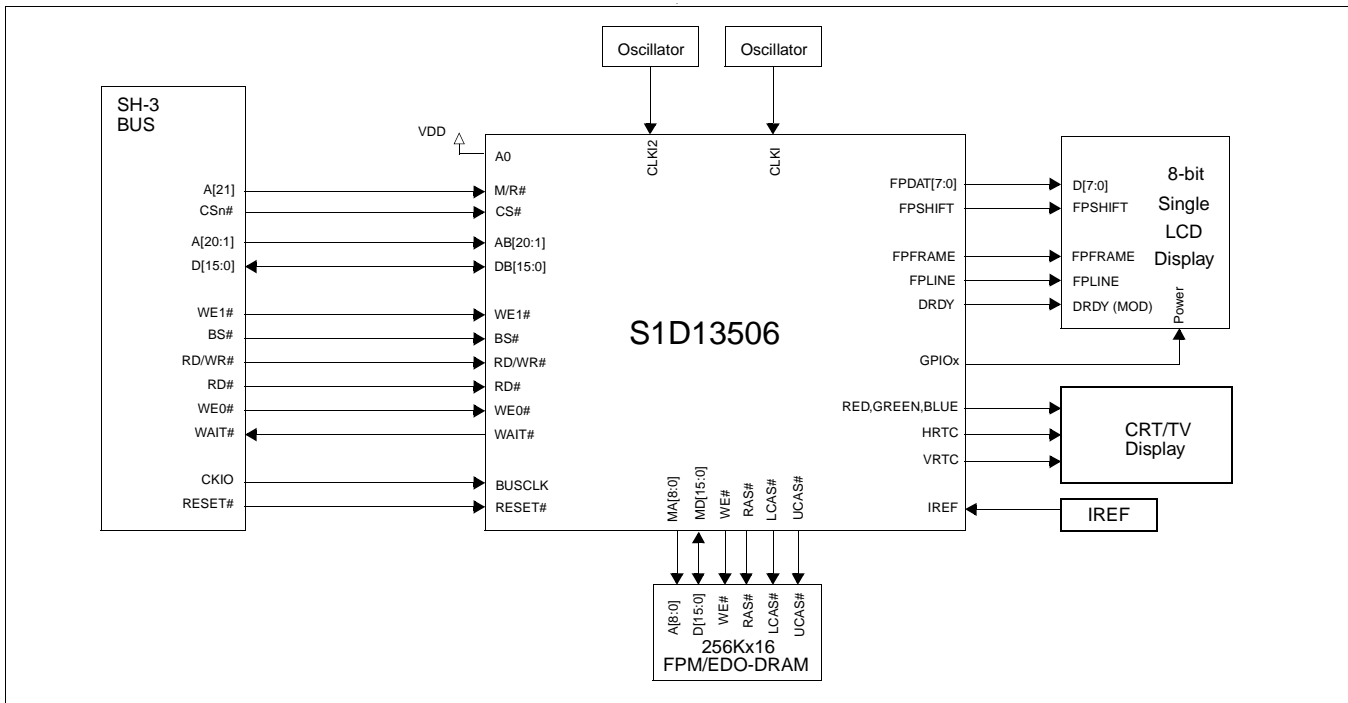 Oscillator
Oscillator
SH-3
BUS
VDD
A0
CLKI2
CLKI
A[21]
M/R#
CSn#
CS#
A[20:1]
AB[20:1]
D[15:0]
DB[15:0]
WE1#
WE1#
BS#
BS#
RD/WR#
RD/WR#
RD#
RD#
WE0#
WE0#
WAIT#
WAIT#
CKIO
BUSCLK
RESET#
RESET#
S1D13506
FPDAT[7:0]
D[7:0]
FPSHIFT
FPSHIFT
FPFRAME
FPFRAME
FPLINE
FPLINE
DRDY
DRDY (MOD)
8-bit
Single
LCD
Display
Power
GPIOx
RED,GREEN,BLUE
HRTC
VRTC
CRT/TV
Display
IREF
IREF
MA[8:0]
MD[15:0]
WE#
RAS#
LCAS#
UCAS#
A[8:0]
D[15:0]
WE#
RAS#
LCAS#
UCAS#
256Kx16
FPM/EDO-DRAM